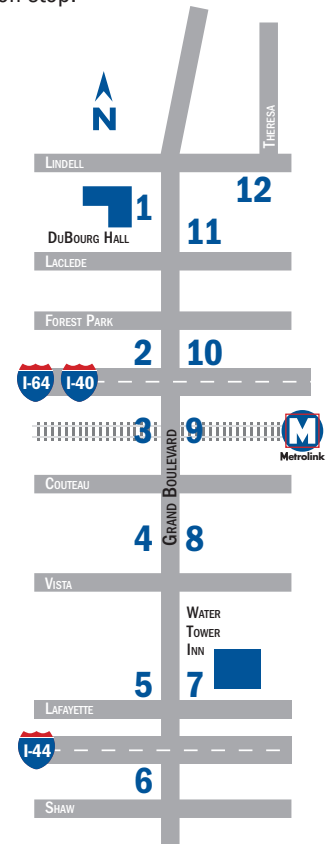 on stop.
N
THERESA
LINDELL
1
12
DUBOURG HALL
11
LACLEDE
FOREST PARK
2
10
I-64
I-40
3
9
M
Metrolink
GRAND BOULEVARD
COUTEAU
4
8
VISTA
WATER
TOWER
INN
5
7
LAFAYETTE
I-44
6
SHAW